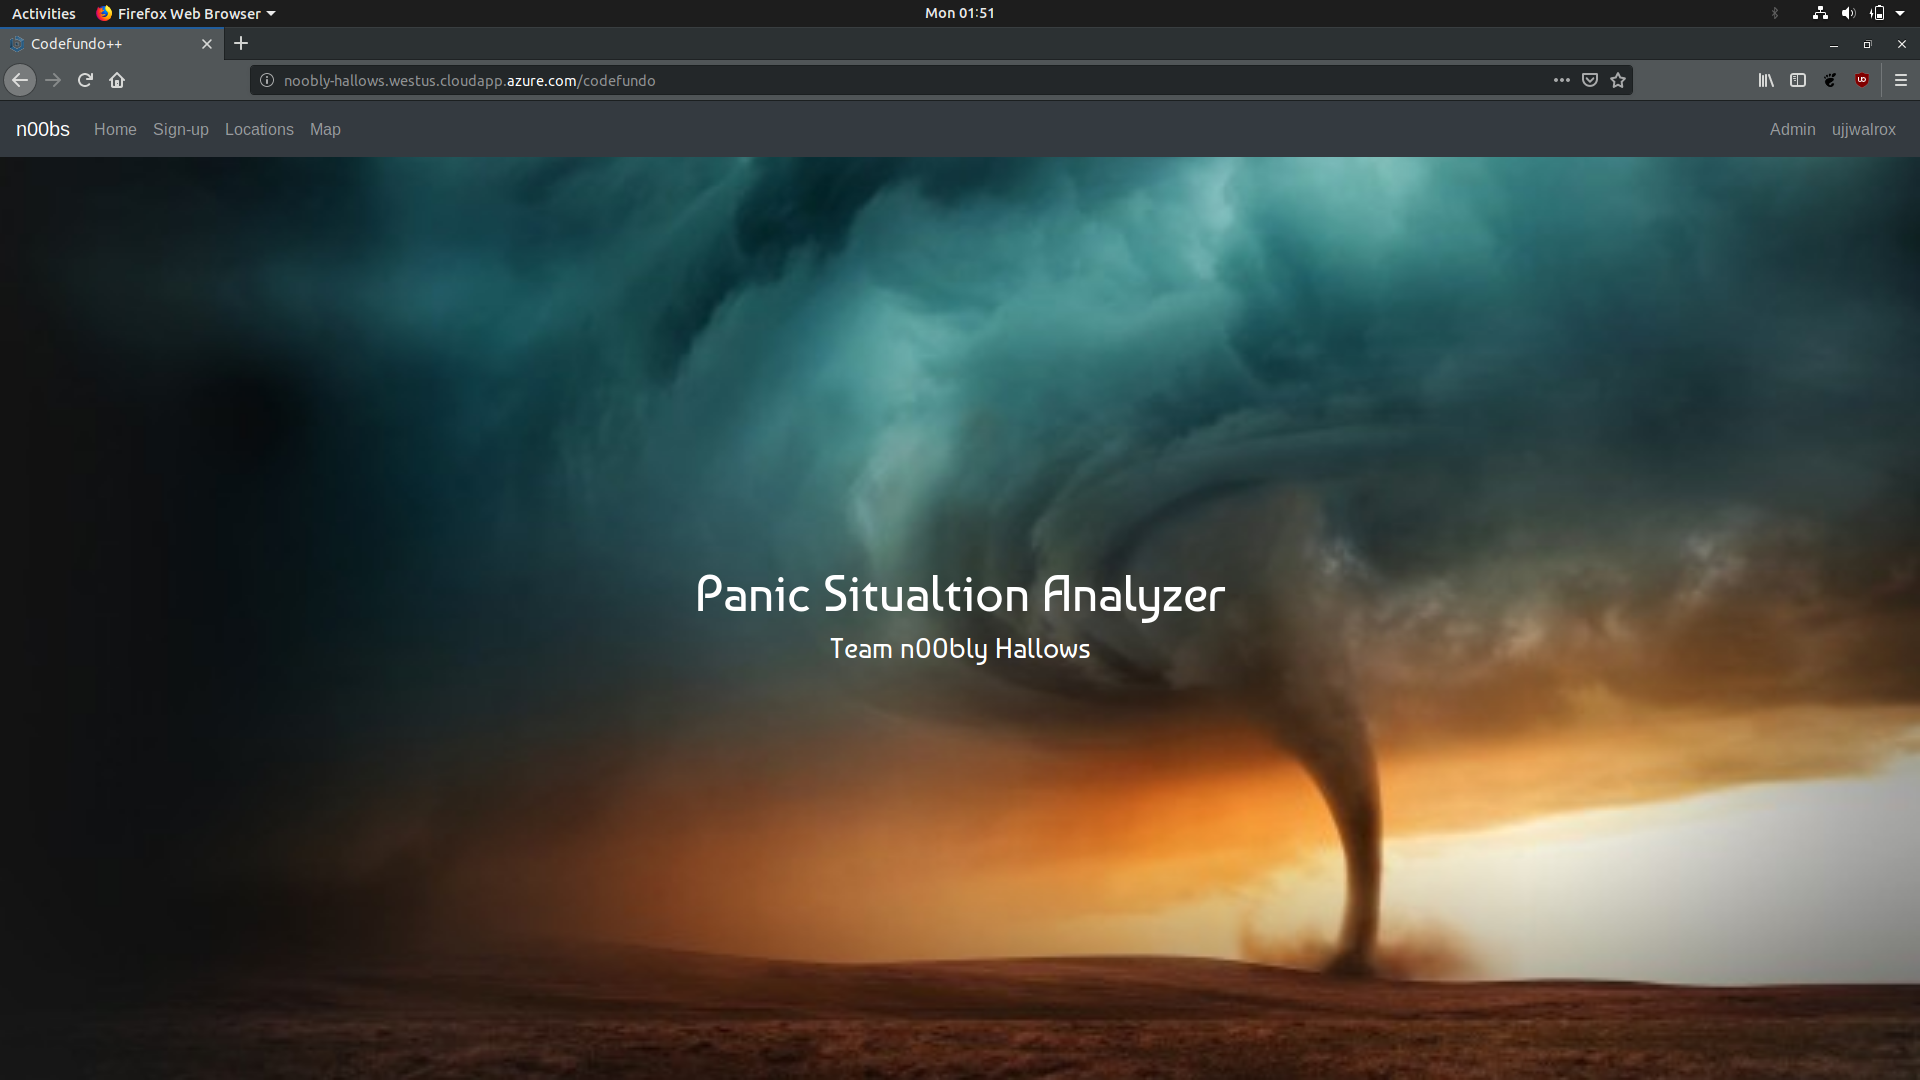 Activities Firefox Web Browser Mon 01:51
Codefundo++
noobly-hallows.westus.cloudapp.azure.com/codefundo
n00bs Home Sign-up Locations Map Admin ujjwalrox
Panic Situaltion Analyzer
Team n00bly Hallows